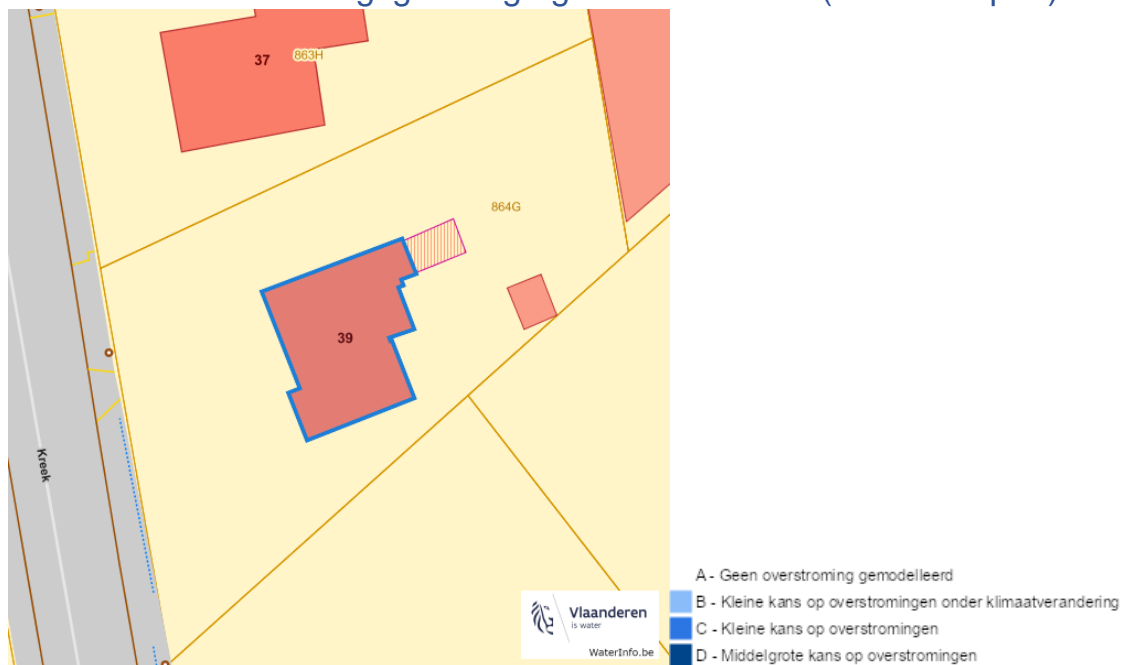 37
863H
864G
39
Kreek
Vlaanderen
is water
WaterInfo.be
A - Geen overstroming gemodelleerd
B - Kleine kans op overstromingen onder klimaatverandering
C - Kleine kans op overstromingen
D - Middelgrote kans op overstromingen